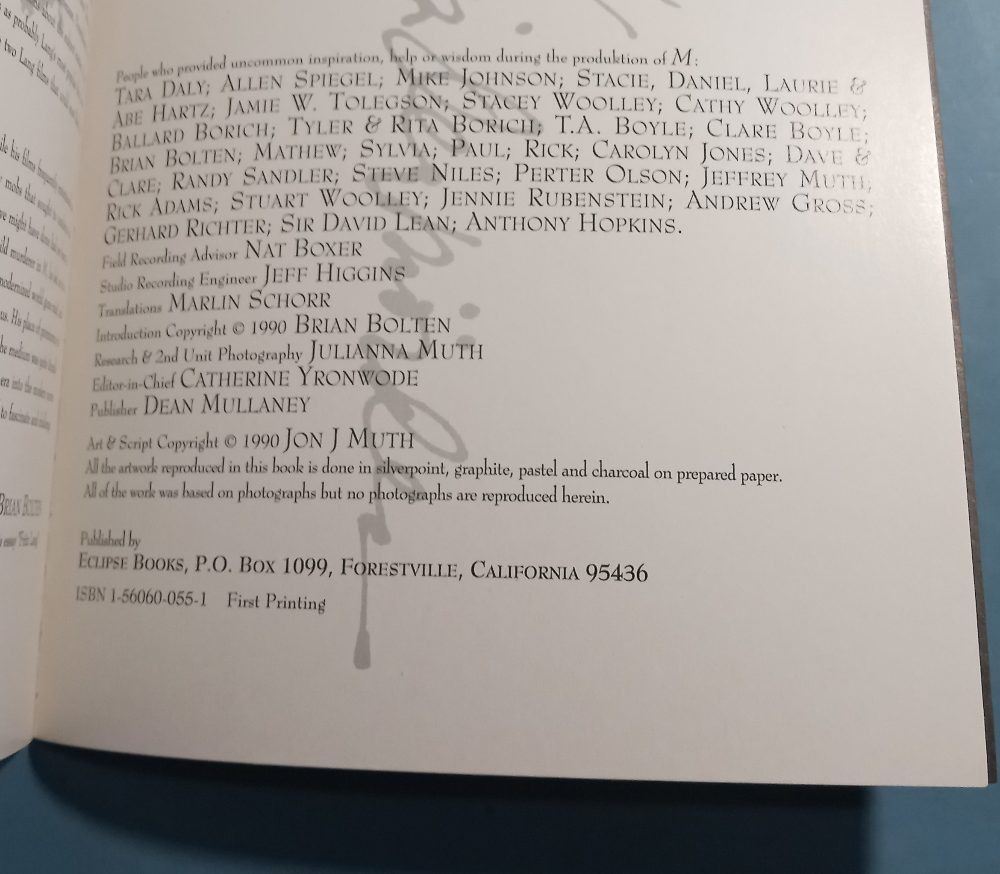 People who provided uncommon inspiration, help or wisdom during the produktion of M:
TARA DALY; ALLEN SPIEGEL; MIKE JOHNSON; STACIE, DANIEL, LAURIE &
ABE HARTZ; JAMIE W. TOLEGSON; STACEY WOOLLEY; CATHY WOOLLEY;
BALLARD BORICH; TYLER & RITA BORICH; T.A. BOYLE; CLARE BOYLE;
BRIAN BOLTEN; MATHEW; SYLVIA; PAUL; RICK; CAROLYN JONES; DAVE &
CLARE; RANDY SANDLER; STEVE NILES; PERTER OLSON; JEFFREY MUTH;
RICK ADAMS; STUART WOOLLEY; JENNIE RUBENSTEIN; ANDREW GROSS;
GERHARD RICHTER; SIR DAVID LEAN; ANTHONY HOPKINS.
Field Recording Advisor NAT BOXER
Studio Recording Engineer JEFF HIGGINS
Translations MARLIN SCHORR
Introduction Copyright © 1990 BRIAN BOLTEN
Research & 2nd Unit Photography JULIANNA MUTH
Editor-in-Chief CATHERINE YRONWODE
Publisher DEAN MULLANEY
Art & Script Copyright © 1990 JON J MUTH
All the artwork reproduced in this book is done in silverpoint, graphite, pastel and charcoal on prepared paper.
All of the work was based on photographs but no photographs are reproduced herein.
Published by
ECLIPSE BOOKS, P.O. BOX 1099, FORESTVILLE, CALIFORNIA 95436
ISBN 1-56060-055-1 First Printing